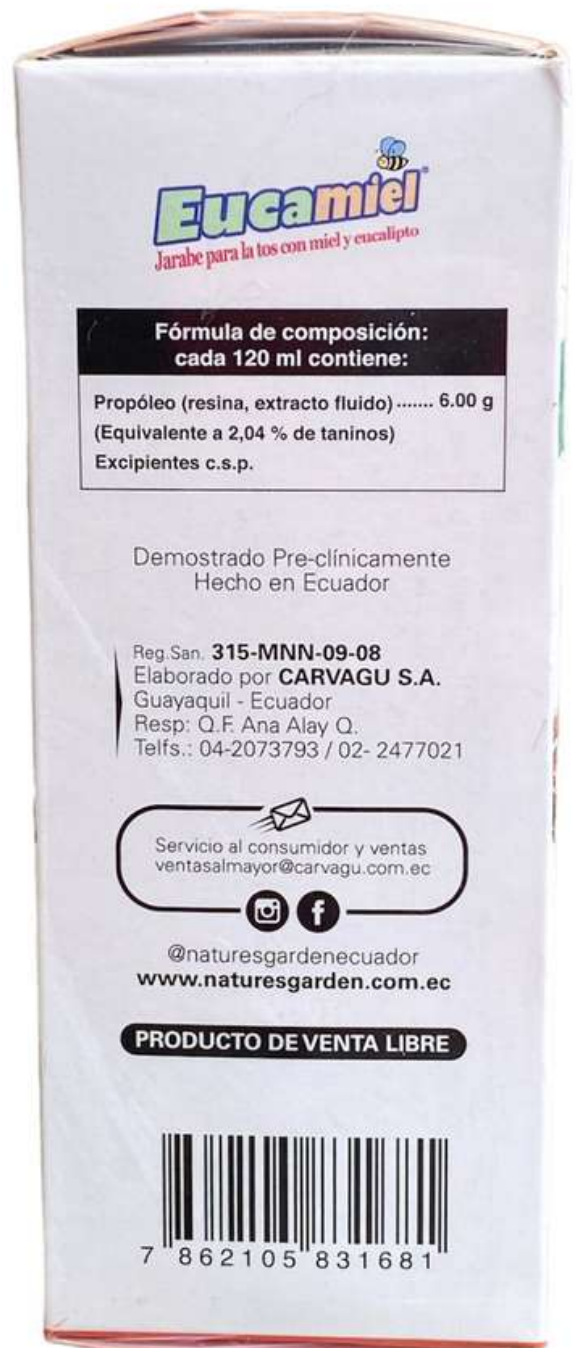 Eucamiel®
Jarabe para la tos con miel y eucalipto
Fórmula de composición:
cada 120 ml contiene:
Propóleo (resina, extracto fluido) ....... 6.00 g
(Equivalente a 2,04 % de taninos)
Excipientes c.s.p.
Demostrado Pre-clínicamente
Hecho en Ecuador
Reg.San. 315-MNN-09-08
Elaborado por CARVAGU S.A.
Guayaquil - Ecuador
Resp: Q.F. Ana Alay Q.
Telfs.: 04-2073793 / 02- 2477021
Servicio al consumidor y ventas
ventasalmayor@carvagu.com.ec
@naturesgardenecuador
www.naturesgarden.com.ec
PRODUCTO DE VENTA LIBRE
7 862105 831681